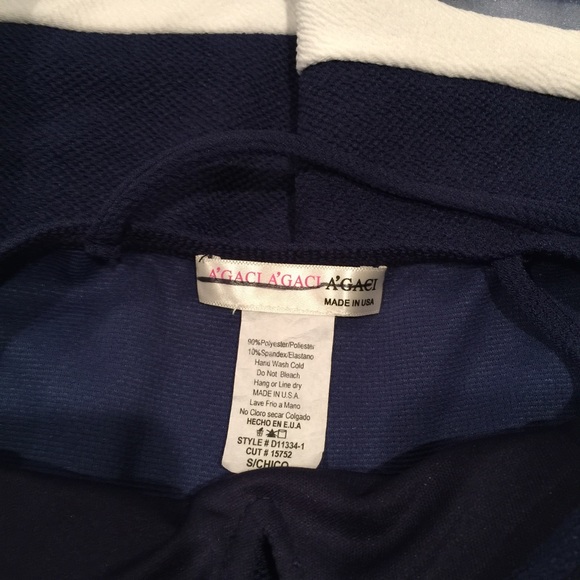 A'GACI A'GACI A'GACI
MADE IN USA
90%Polyester/Poliester
10%Spandex/Elastano
Hand Wash Cold
Do Not Bleach
Hang or Line dry
MADE IN U.S.A.
Lave Frio a Mano
No Cloro secar Colgado
HECHO EN E.U.A
STYLE # D11334-1
CUT # 15752
S/CHICO